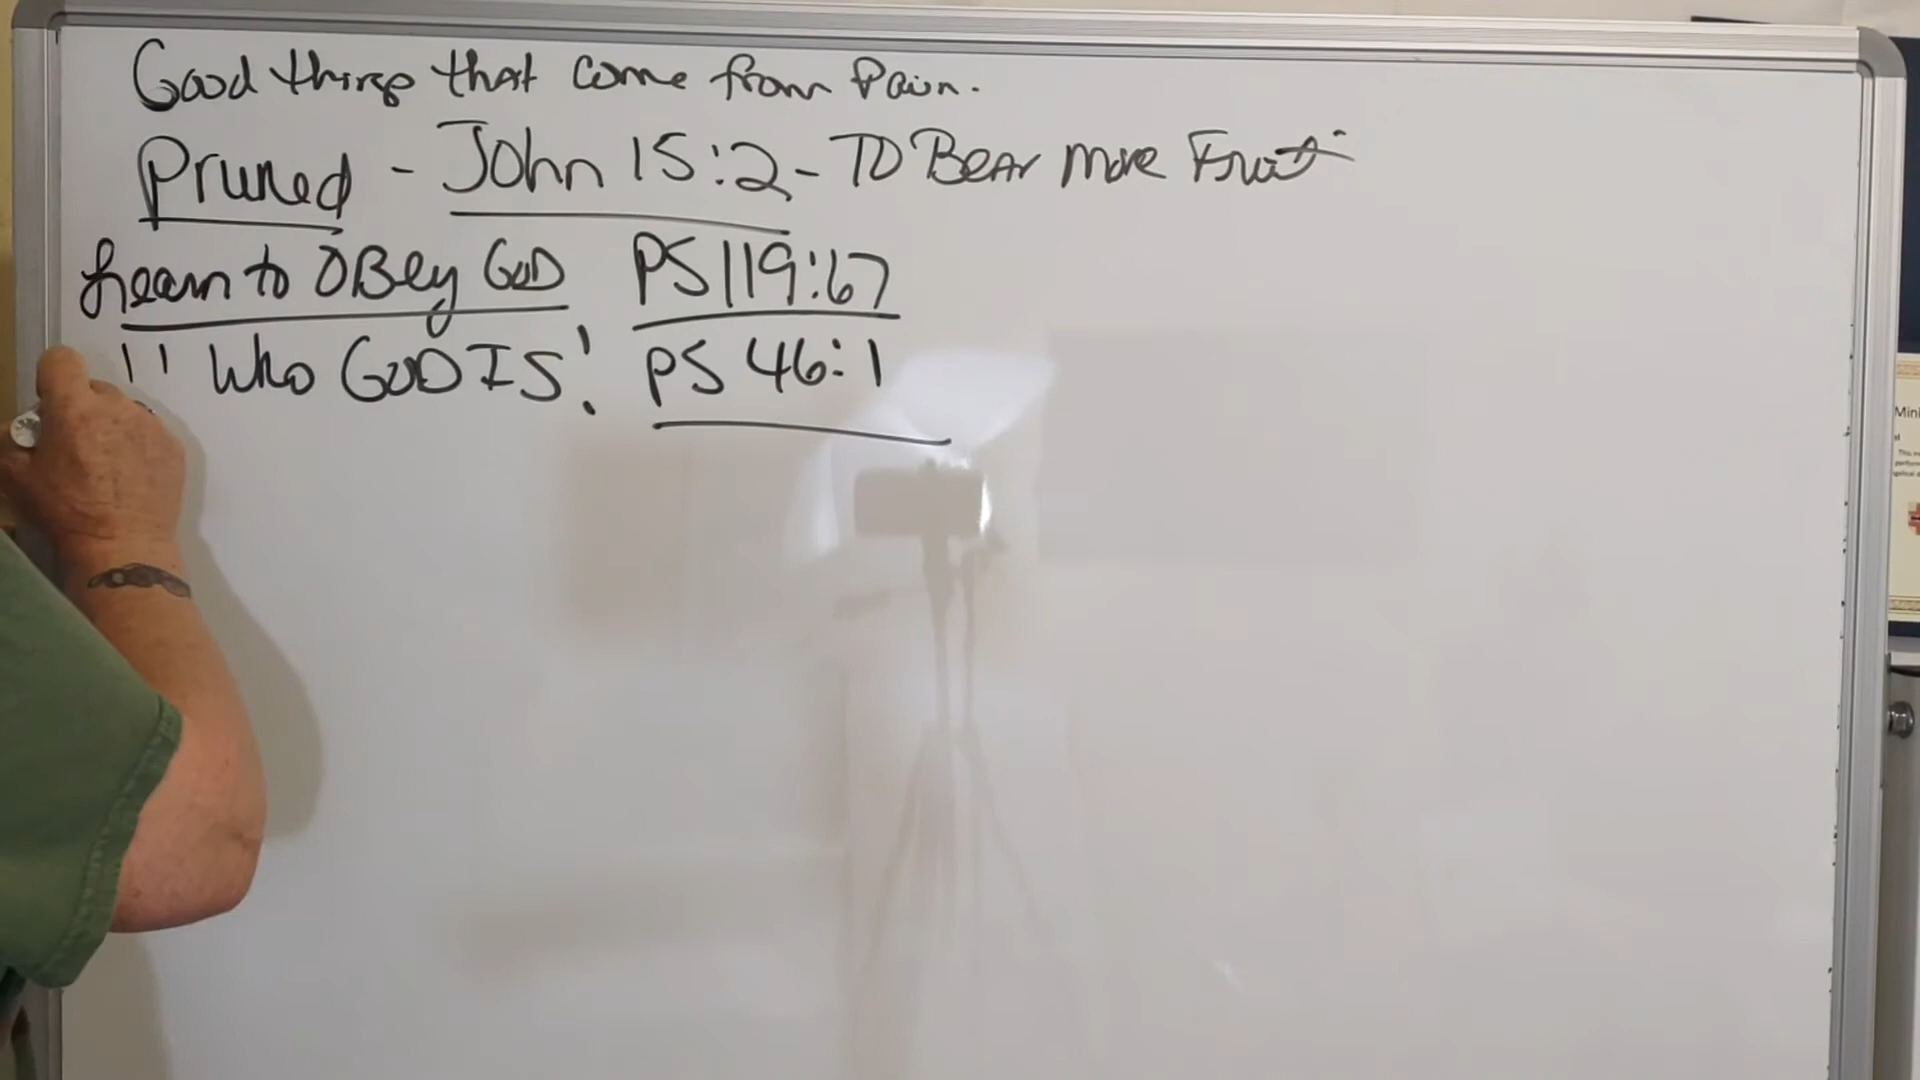 Good things that come from Pain.
Pruned - John 15:2 - TO Bear More Fruit
Learn to OBey GOD PS 119:67
" Who GOD IS! PS 46:1
Mini